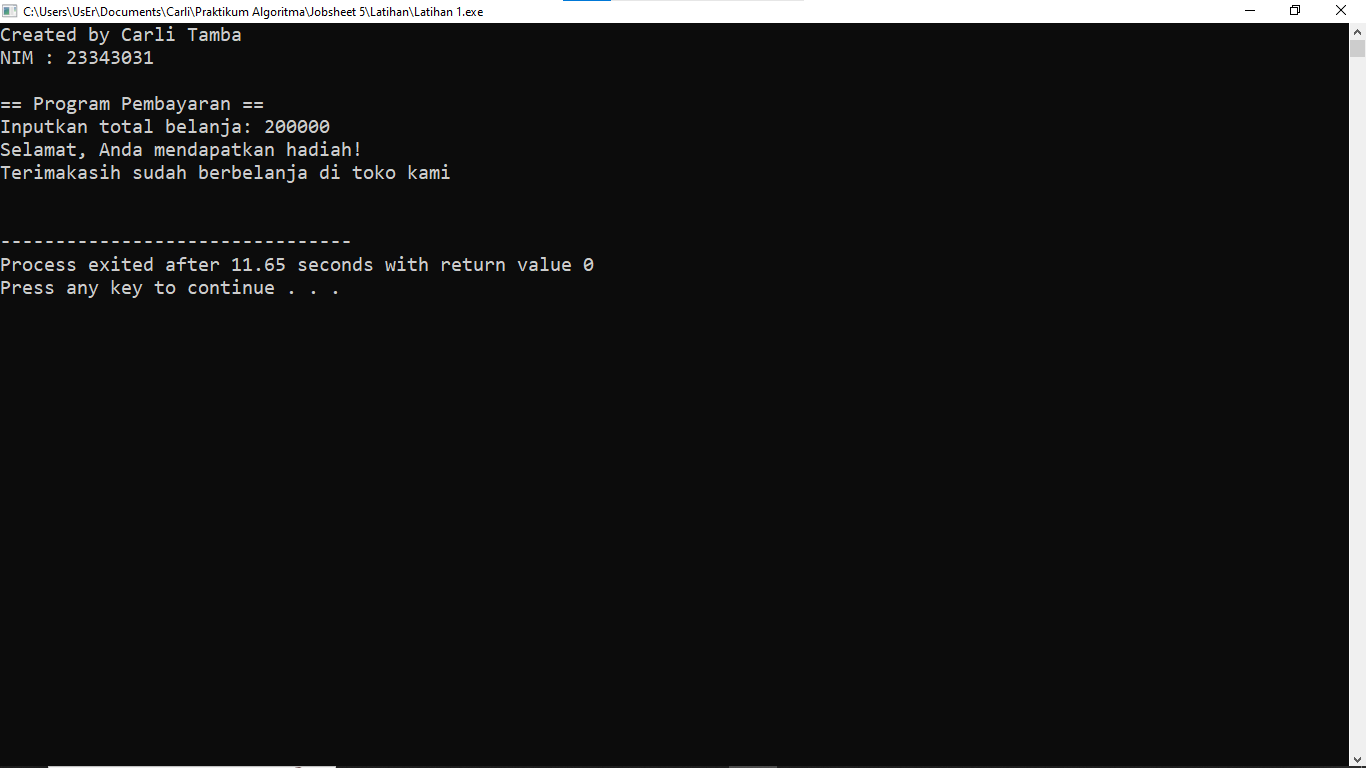 C:\Users\UsEr\Documents\Carli\Praktikum Algoritma\Jobsheet 5\Latihan\Latihan 1.exe
Created by Carli Tamba
NIM : 23343031
== Program Pembayaran ==
Inputkan total belanja: 200000
Selamat, Anda mendapatkan hadiah!
Terimakasih sudah berbelanja di toko kami
--------------------------------
Process exited after 11.65 seconds with return value 0
Press any key to continue . . .